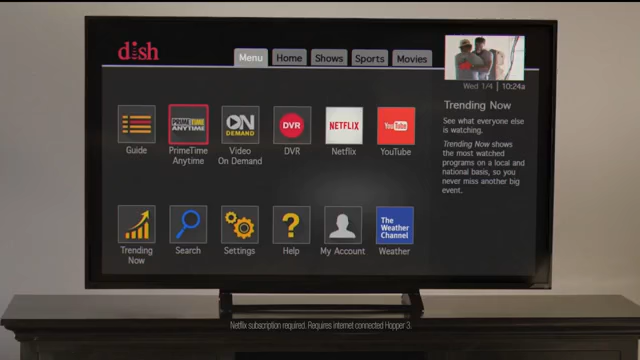 dish
Menu
Home
Shows
Sports
Movies
Wed 1/4 | 10:24a
Trending Now
See what everyone else
is watching.
Trending Now shows
the most watched
programs on a local and
national basis, so you
never miss another big
event.
Guide
PRIMETIME
ANYTIME
PrimeTime
Anytime
ON
DEMAND
Video
On Demand
DVR
DVR
NETFLIX
Netflix
YouTube
YouTube
Trending
Now
Search
Settings
?
Help
My Account
The
Weather
Channel
Weather
Netflix subscription required. Requires internet connected Hopper 3.